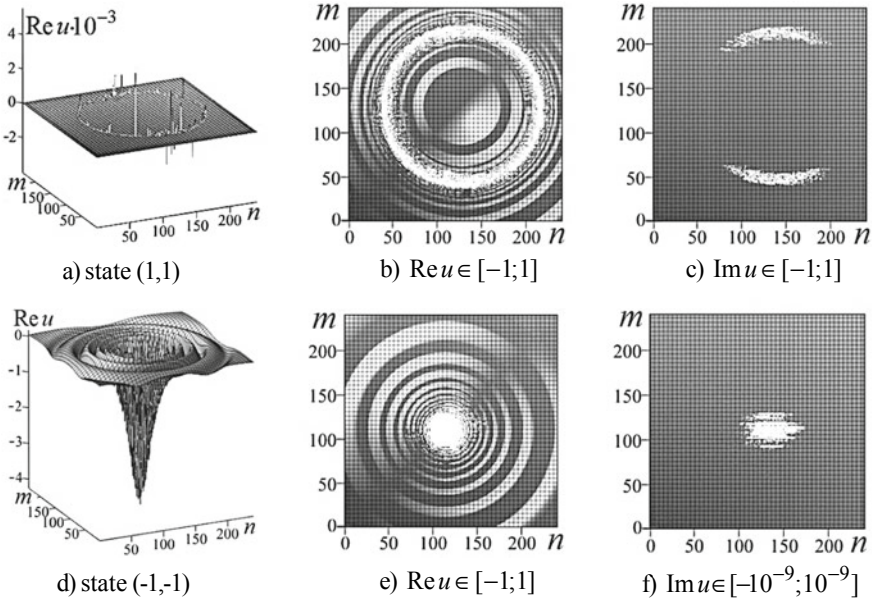 Re u·10⁻³
4
2
0
-2
m
150
100
50
50 100 150 200 n
a) state (1,1)
m
200
150
100
50
0
0 50 100 150 200 n
b) Re u ∈ [−1;1]
m
200
150
100
50
0
0 50 100 150 200 n
c) Im u ∈ [−1;1]
Re u
0
-1
-2
-3
-4
m
150
100
50
50 100 150 200 n
d) state (-1,-1)
m
200
150
100
50
0
0 50 100 150 200 n
e) Re u ∈ [−1;1]
m
200
150
100
50
0
0 50 100 150 200 n
f) Im u ∈ [−10⁻⁹;10⁻⁹]